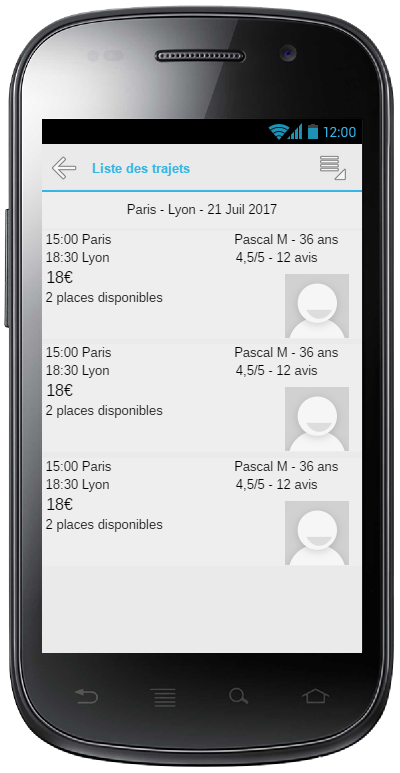 12:00
Liste des trajets
Paris - Lyon - 21 Juil 2017
15:00 Paris
Pascal M - 36 ans
18:30 Lyon
4,5/5 - 12 avis
18€
2 places disponibles
15:00 Paris
Pascal M - 36 ans
18:30 Lyon
4,5/5 - 12 avis
18€
2 places disponibles
15:00 Paris
Pascal M - 36 ans
18:30 Lyon
4,5/5 - 12 avis
18€
2 places disponibles